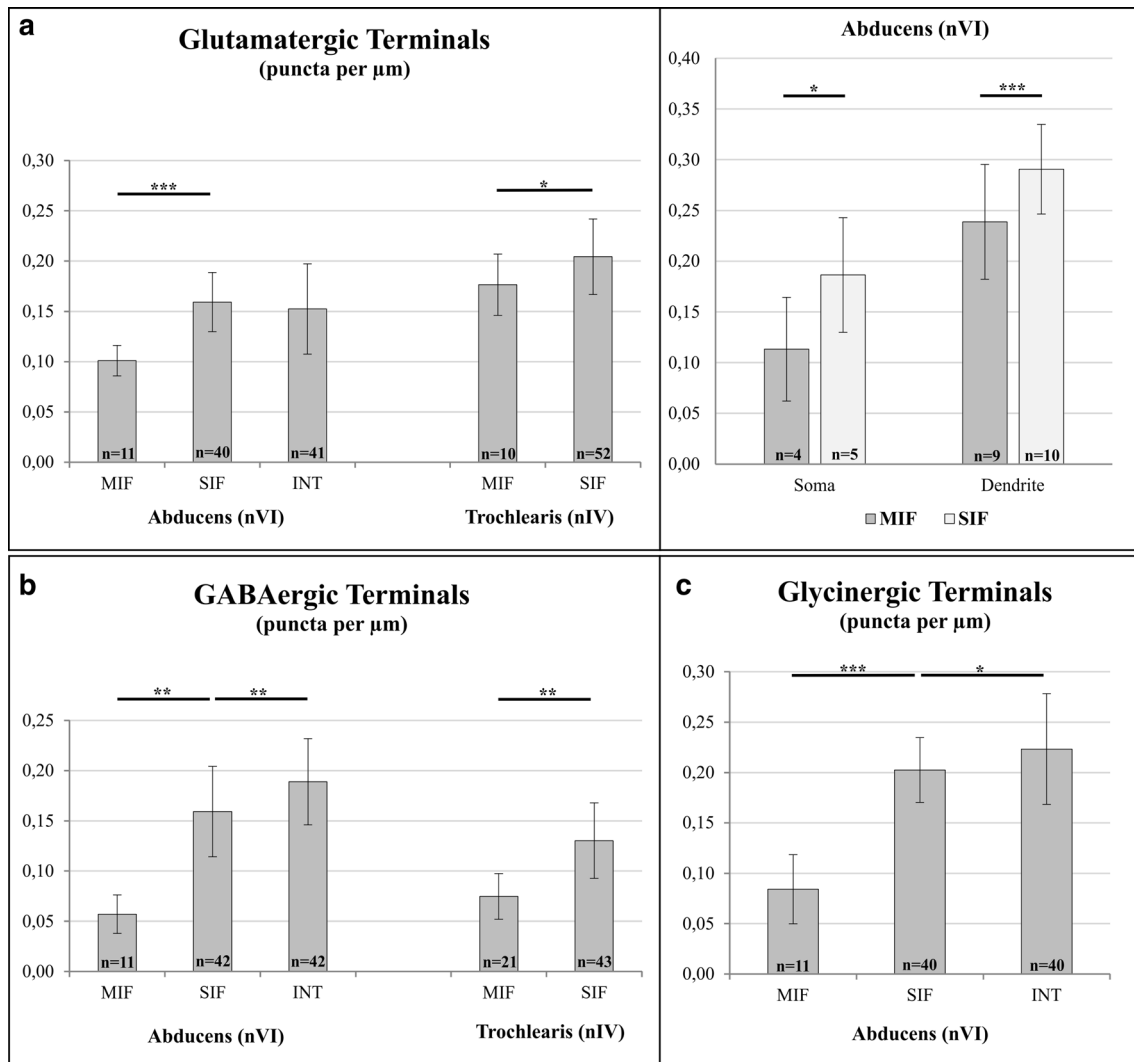 a
Glutamatergic Terminals
(puncta per µm)
0,30
0,25
0,20
0,15
0,10
0,05
0,00
***
*
n=11
n=40
n=41
n=10
n=52
MIF
SIF
INT
MIF
SIF
Abducens (nVI)
Trochlearis (nIV)
Abducens (nVI)
0,40
0,35
0,30
0,25
0,20
0,15
0,10
0,05
0,00
*
***
n=4
n=5
n=9
n=10
Soma
Dendrite
MIF
SIF
b
GABAergic Terminals
(puncta per µm)
0,25
0,20
0,15
0,10
0,05
0,00
**
**
**
n=11
n=42
n=42
n=21
n=43
MIF
SIF
INT
MIF
SIF
Abducens (nVI)
Trochlearis (nIV)
c
Glycinergic Terminals
(puncta per µm)
0,30
0,25
0,20
0,15
0,10
0,05
0,00
***
*
n=11
n=40
n=40
MIF
SIF
INT
Abducens (nVI)